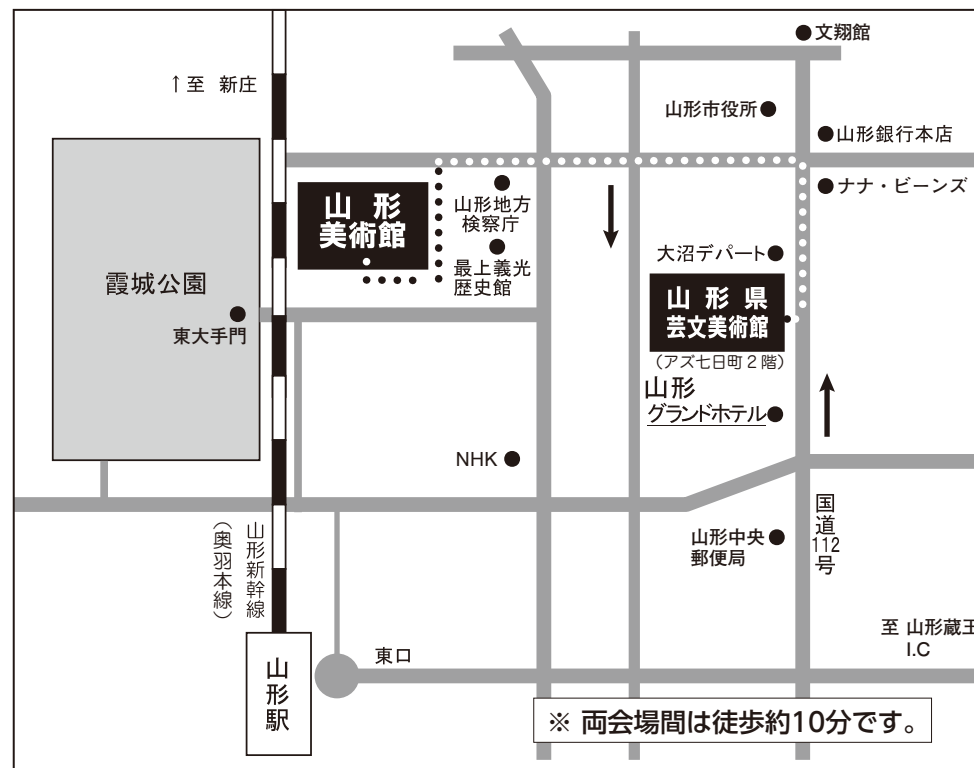 文翔館
↑至 新庄
山形市役所
山形銀行本店
ナナ・ビーンズ
山形
美術館
山形地方
検察庁
最上義光
歴史館
大沼デパート
霞城公園
東大手門
山形県
芸文美術館
（アズ七日町２階）
山形
グランドホテル
NHK
国道112号
山形中央
郵便局
山形新幹線
（奥羽本線）
至 山形蔵王
I.C
東口
山形駅
※ 両会場間は徒歩約10分です。